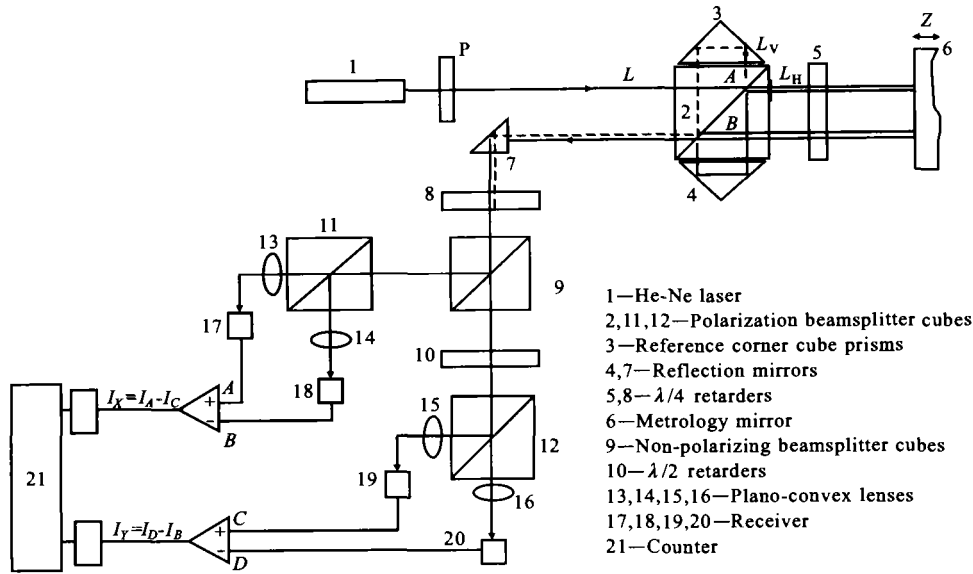 3
Z
P
L_V
5
6
1
L
A
L_H
2
B
7
4
8
11
13
9
17
14
10
18
A
I_X=I_A-I_C
+
-
B
15
12
21
19
16
C
I_Y=I_D-I_B
+
-
20
D
1—He-Ne laser
2,11,12—Polarization beamsplitter cubes
3—Reference corner cube prisms
4,7—Reflection mirrors
5,8—λ/4 retarders
6—Metrology mirror
9—Non-polarizing beamsplitter cubes
10—λ/2 retarders
13,14,15,16—Plano-convex lenses
17,18,19,20—Receiver
21—Counter